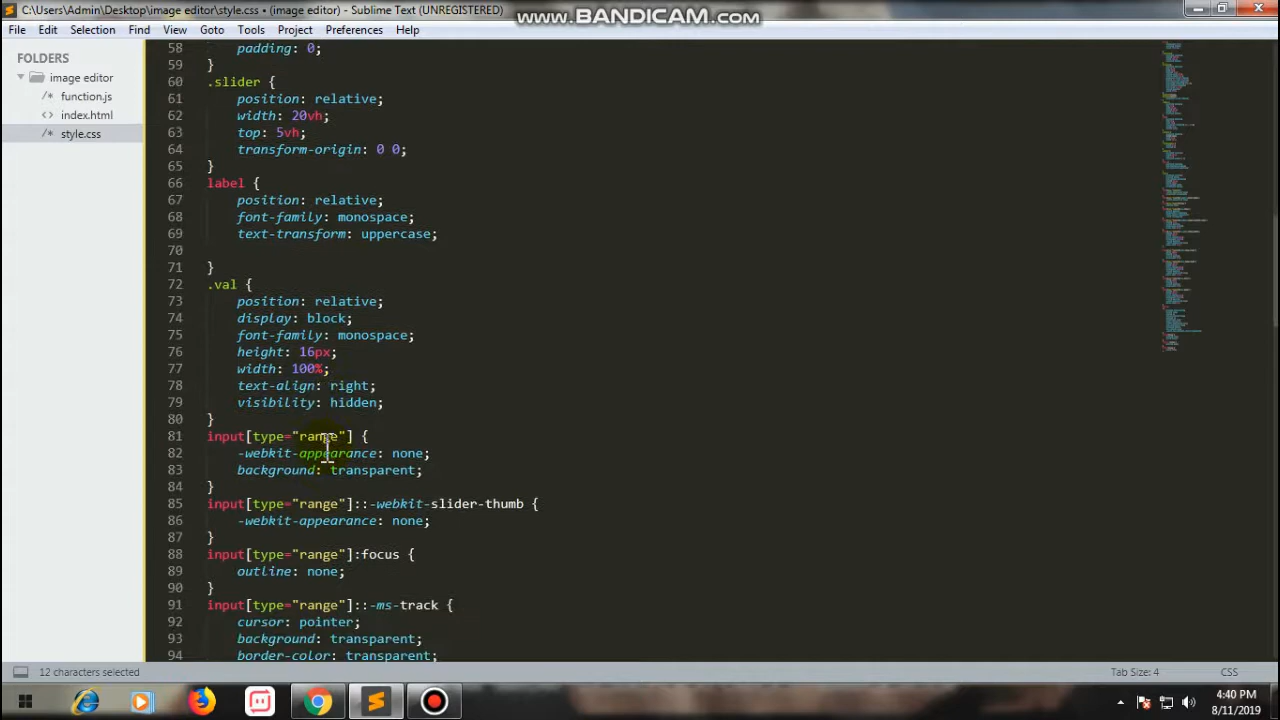 C:\Users\Admin\Desktop\image editor\style.css • (image editor) - Sublime Text (UNREGISTERED)
www.BANDICAM.com
File Edit Selection Find View Goto Tools Project Preferences Help
FOLDERS
image editor
/* function.js
<> index.html
/* style.css
58 padding: 0;
59 }
60 .slider {
61 position: relative;
62 width: 20vh;
63 top: 5vh;
64 transform-origin: 0 0;
65 }
66 label {
67 position: relative;
68 font-family: monospace;
69 text-transform: uppercase;
70
71 }
72 .val {
73 position: relative;
74 display: block;
75 font-family: monospace;
76 height: 16px;
77 width: 100%;
78 text-align: right;
79 visibility: hidden;
80 }
81 input[type="range"] {
82 -webkit-appearance: none;
83 background: transparent;
84 }
85 input[type="range"]::-webkit-slider-thumb {
86 -webkit-appearance: none;
87 }
88 input[type="range"]:focus {
89 outline: none;
90 }
91 input[type="range"]::-ms-track {
92 cursor: pointer;
93 background: transparent;
94 border-color: transparent;
12 characters selected
Tab Size: 4
CSS
4:40 PM
8/11/2019